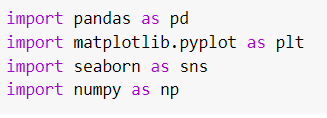 import pandas as pd
import matplotlib.pyplot as plt
import seaborn as sns
import numpy as np